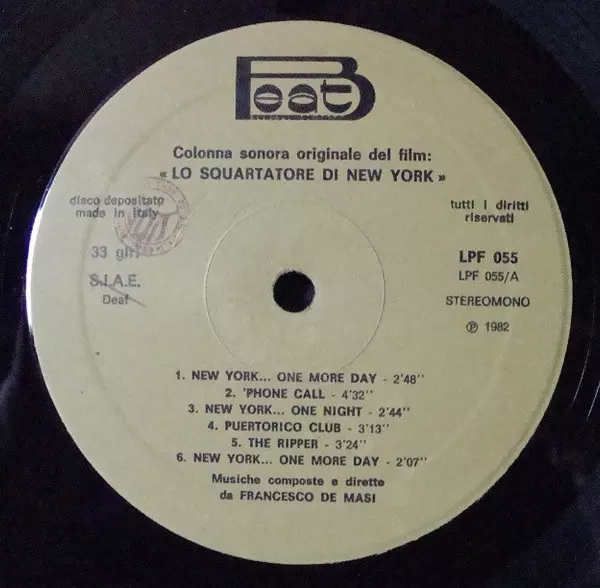 Beat
Colonna sonora originale del film:
« LO SQUARTATORE DI NEW YORK »
disco depositato
made in Italy
33 giri
S.I.A.E.
Deaf
tutti i diritti
riservati
LPF 055
LPF 055/A
STEREOMONO
℗ 1982
1. NEW YORK... ONE MORE DAY - 2'48''
2. 'PHONE CALL - 4'32''
3. NEW YORK... ONE NIGHT - 2'44''
4. PUERTORICO CLUB - 3'13''
5. THE RIPPER - 3'24''
6. NEW YORK... ONE MORE DAY - 2'07''
Musiche composte e dirette
da FRANCESCO DE MASI